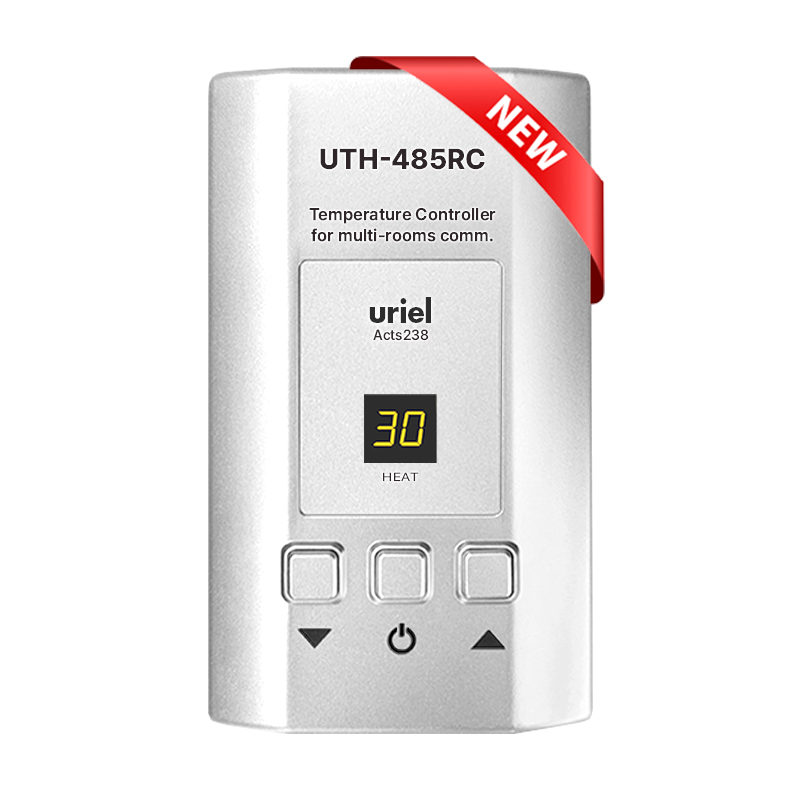 NEW
UTH-485RC
Temperature Controller
for multi-rooms comm.
uriel
Acts238
30
HEAT